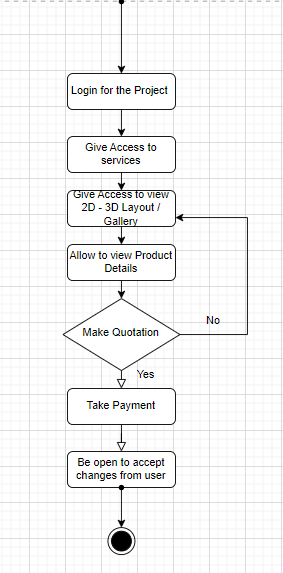 Login for the Project
Give Access to
services
Give Access to view
2D - 3D Layout /
Gallery
Allow to view Product
Details
Make Quotation
No
Yes
Take Payment
Be open to accept
changes from user